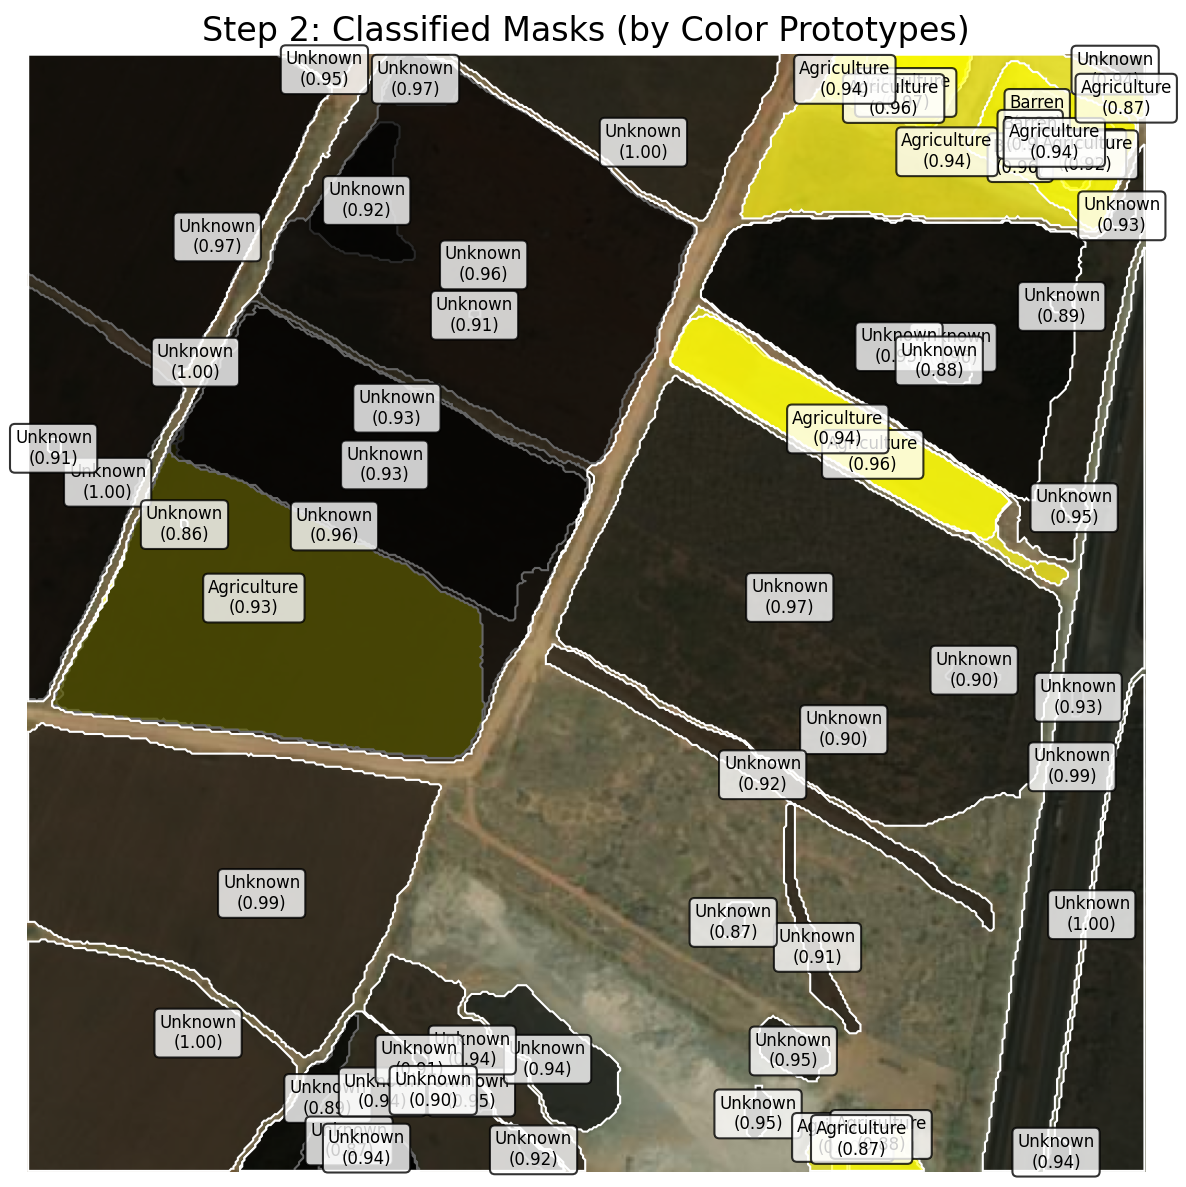 Step 2: Classified Masks (by Color Prototypes)
Unknown
(0.95)
Unknown
(0.97)
Agriculture
(0.94)
(0.96)
Unknown
Agriculture
(0.87)
Barren
Unknown
(1.00)
Agriculture
(0.94)
Agriculture
(0.94)
(0.92)
Unknown
(0.92)
Unknown
(0.93)
Unknown
(0.97)
Unknown
(0.96)
Unknown
(0.91)
Unknown
(0.89)
Unknown
(1.00)
Unknown
Unknown
(0.88)
Unknown
(0.93)
Agriculture
(0.94)
(0.96)
Unknown
(0.91)
Unknown
(0.93)
Unknown
(1.00)
Unknown
(0.95)
Unknown
(0.86)
Unknown
(0.96)
Agriculture
(0.93)
Unknown
(0.97)
Unknown
(0.90)
Unknown
(0.93)
Unknown
(0.90)
Unknown
(0.92)
Unknown
(0.99)
Unknown
(0.99)
Unknown
(0.87)
Unknown
(0.91)
Unknown
(1.00)
Unknown
(1.00)
Unknown
Unknown
(0.94)
Unknown
(0.95)
Unknown
(0.90)
Unknown
(0.95)
Unknown
(0.94)
Unknown
(0.92)
Agriculture
(0.87)
Unknown
(0.94)